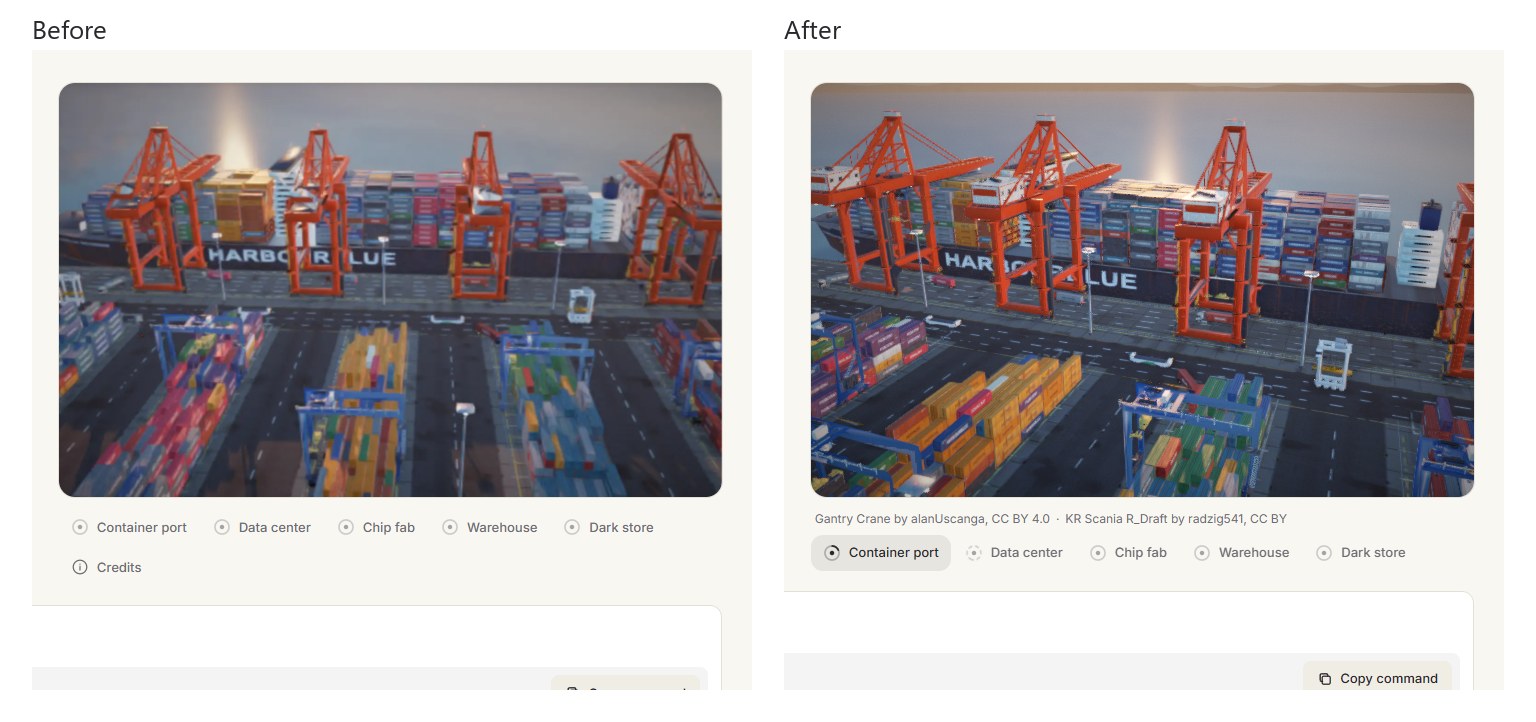 Before
After
HARBOR BLUE
HARBOR BLUE
Gantry Crane by alanUscanga, CC BY 4.0 · KR Scania R_Draft by radzig541, CC BY
Container port
Data center
Chip fab
Warehouse
Dark store
Container port
Data center
Chip fab
Warehouse
Dark store
Credits
Copy command